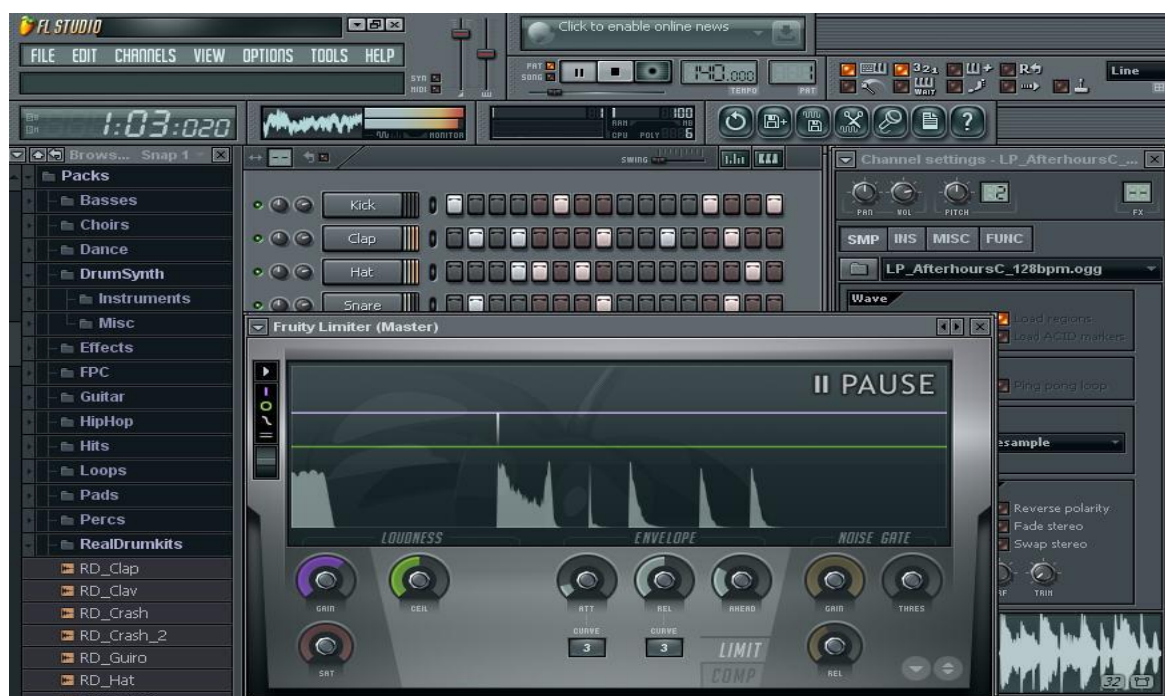 FL STUDIO
Click to enable online news
FILE EDIT CHANNELS VIEW OPTIONS TOOLS HELP
PAT
SONG
140.000
TEMPO
PAT
321
WAIT
Line
SYN
MIDI
1:03:020
MONITOR
100
RAM
CPU POLY 6
Brows... Snap 1
SWING
Channel settings - LP_AfterhoursC_...
Packs
Basses
Choirs
Dance
DrumSynth
Instruments
Misc
Effects
FPC
Guitar
HipHop
Hits
Loops
Pads
Percs
RealDrumkits
RD_Clap
RD_Clav
RD_Crash
RD_Crash_2
RD_Guiro
RD_Hat
Kick
Clap
Hat
Snare
PAN VOL PITCH FX
SMP INS MISC FUNC
LP_AfterhoursC_128bpm.ogg
Wave
Load regions
Load ACID markers
Ping pong loop
esample
Reverse polarity
Fade stereo
Swap stereo
TRIM
32
Fruity Limiter (Master)
II PAUSE
LOUDNESS ENVELOPE NOISE GATE
GAIN CEIL ATT REL AHEAD GAIN THRES
CURVE CURVE
3 3
SAT LIMIT REL
COMP